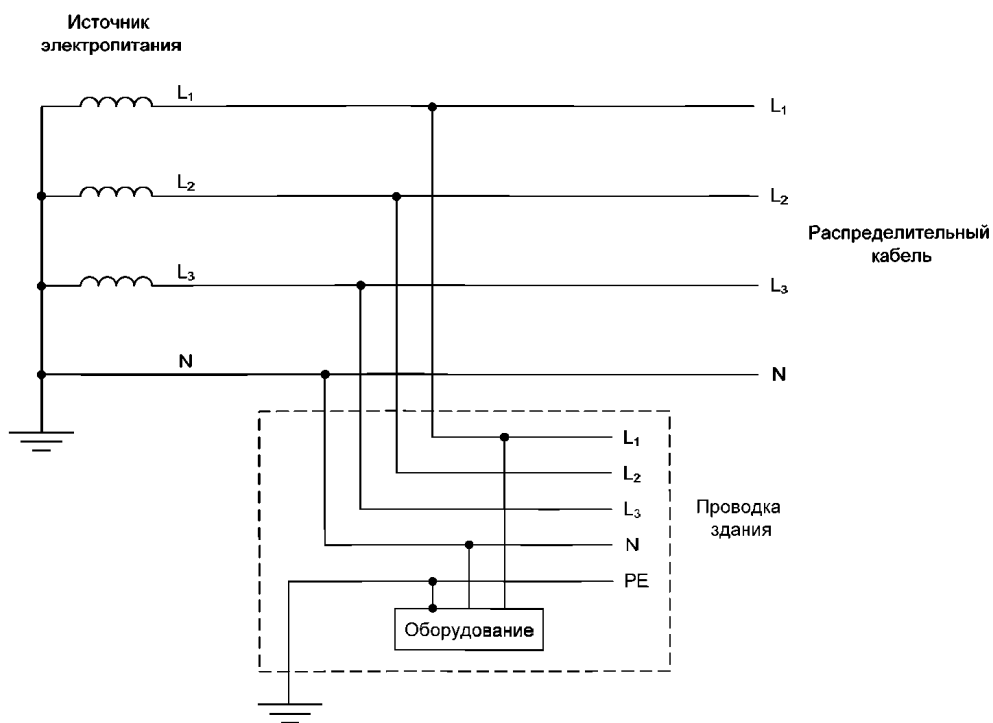 Источник
электропитания
L₁
L₁
L₂
L₂
Распределительный
кабель
L₃
L₃
N
N
L₁
L₂
L₃
Проводка
здания
N
PE
Оборудование